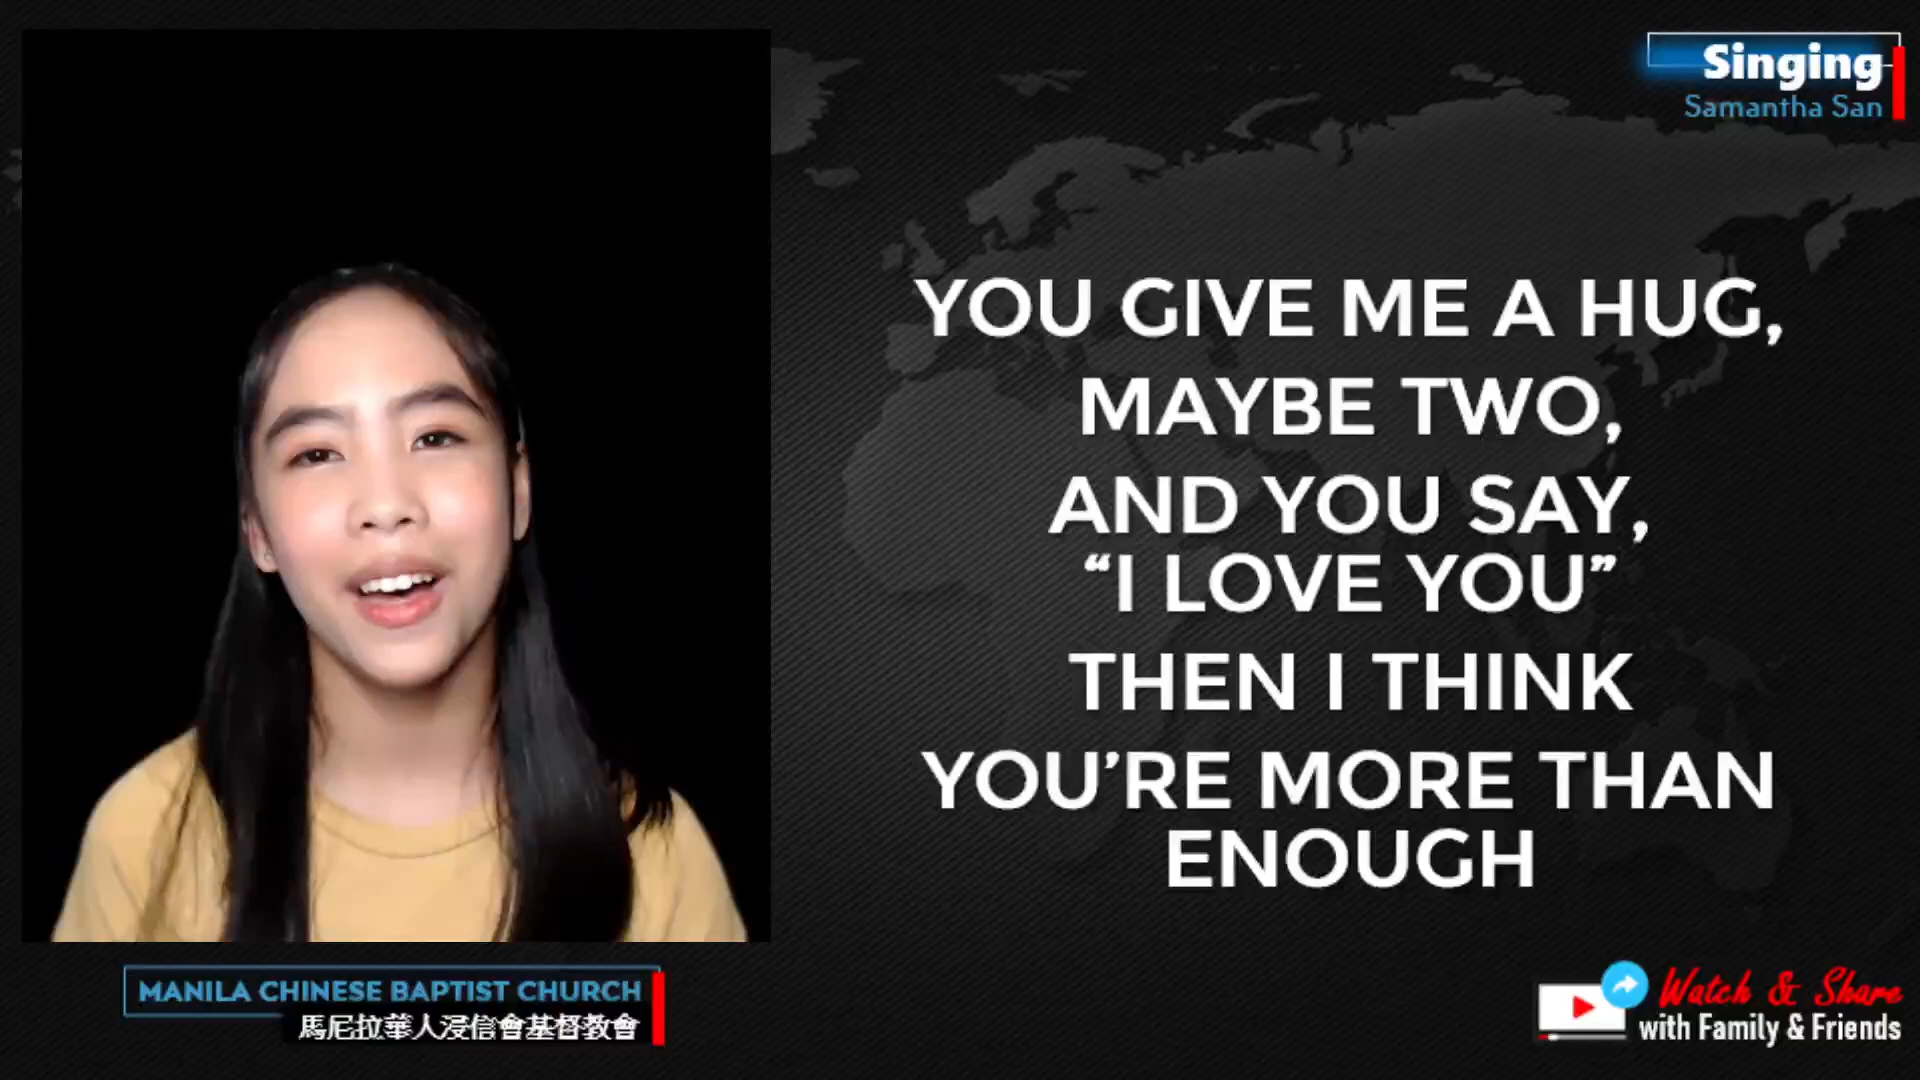 Singing
Samantha San
YOU GIVE ME A HUG,
MAYBE TWO,
AND YOU SAY,
“I LOVE YOU”
THEN I THINK
YOU’RE MORE THAN
ENOUGH
MANILA CHINESE BAPTIST CHURCH
馬尼拉華人浸信會基督教會
Watch & Share
with Family & Friends